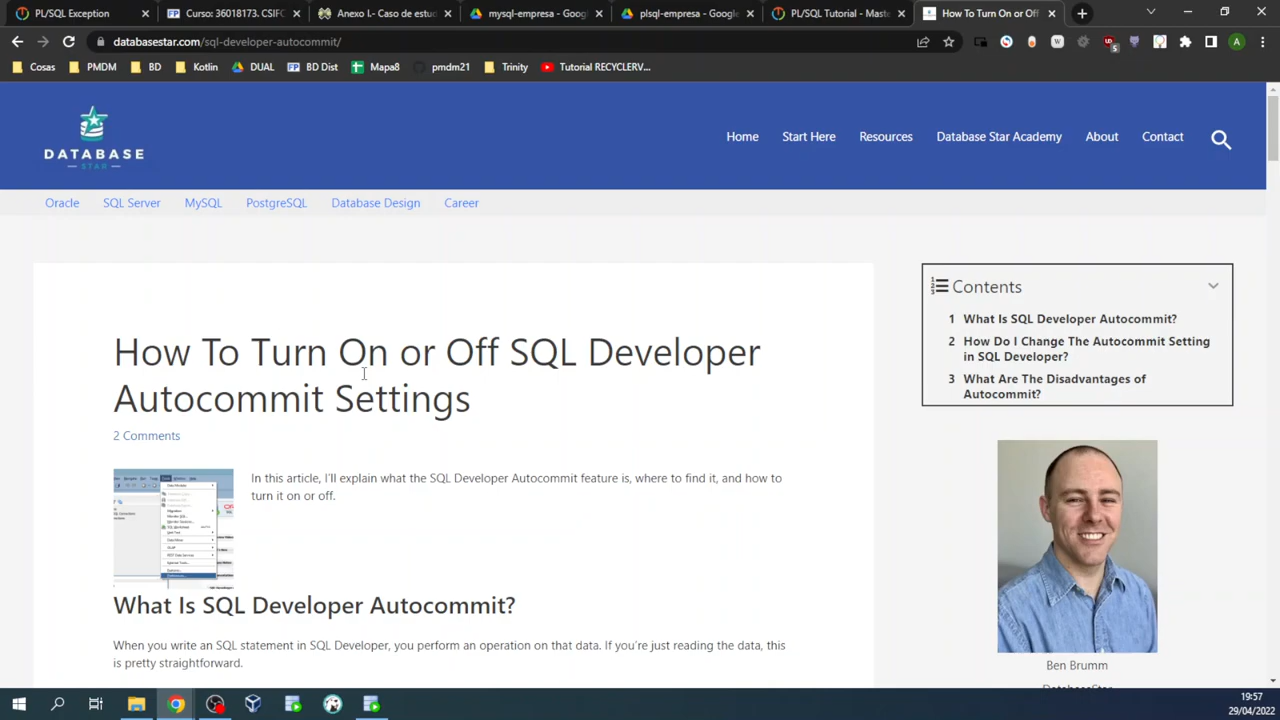 PL/SQL Exception
Curso: 36018173. CSIFC
Anexo I.- Caso de estud
mysql-empresa - Goog
plsql-empresa - Google
PL/SQL Tutorial - Maste
How To Turn On or Off
databasestar.com/sql-developer-autocommit/
Cosas
PMDM
BD
Kotlin
DUAL
BD Dist
Mapa8
pmdm21
Trinity
Tutorial RECYCLERV...
DATABASE
STAR
Home
Start Here
Resources
Database Star Academy
About
Contact
Oracle
SQL Server
MySQL
PostgreSQL
Database Design
Career
How To Turn On or Off SQL Developer
Autocommit Settings
2 Comments
In this article, I'll explain what the SQL Developer Autocommit feature is, where to find it, and how to
turn it on or off.
What Is SQL Developer Autocommit?
When you write an SQL statement in SQL Developer, you perform an operation on that data. If you're just reading the data, this
is pretty straightforward.
Contents
1 What Is SQL Developer Autocommit?
2 How Do I Change The Autocommit Setting
in SQL Developer?
3 What Are The Disadvantages of
Autocommit?
Ben Brumm
19:57
29/04/2022